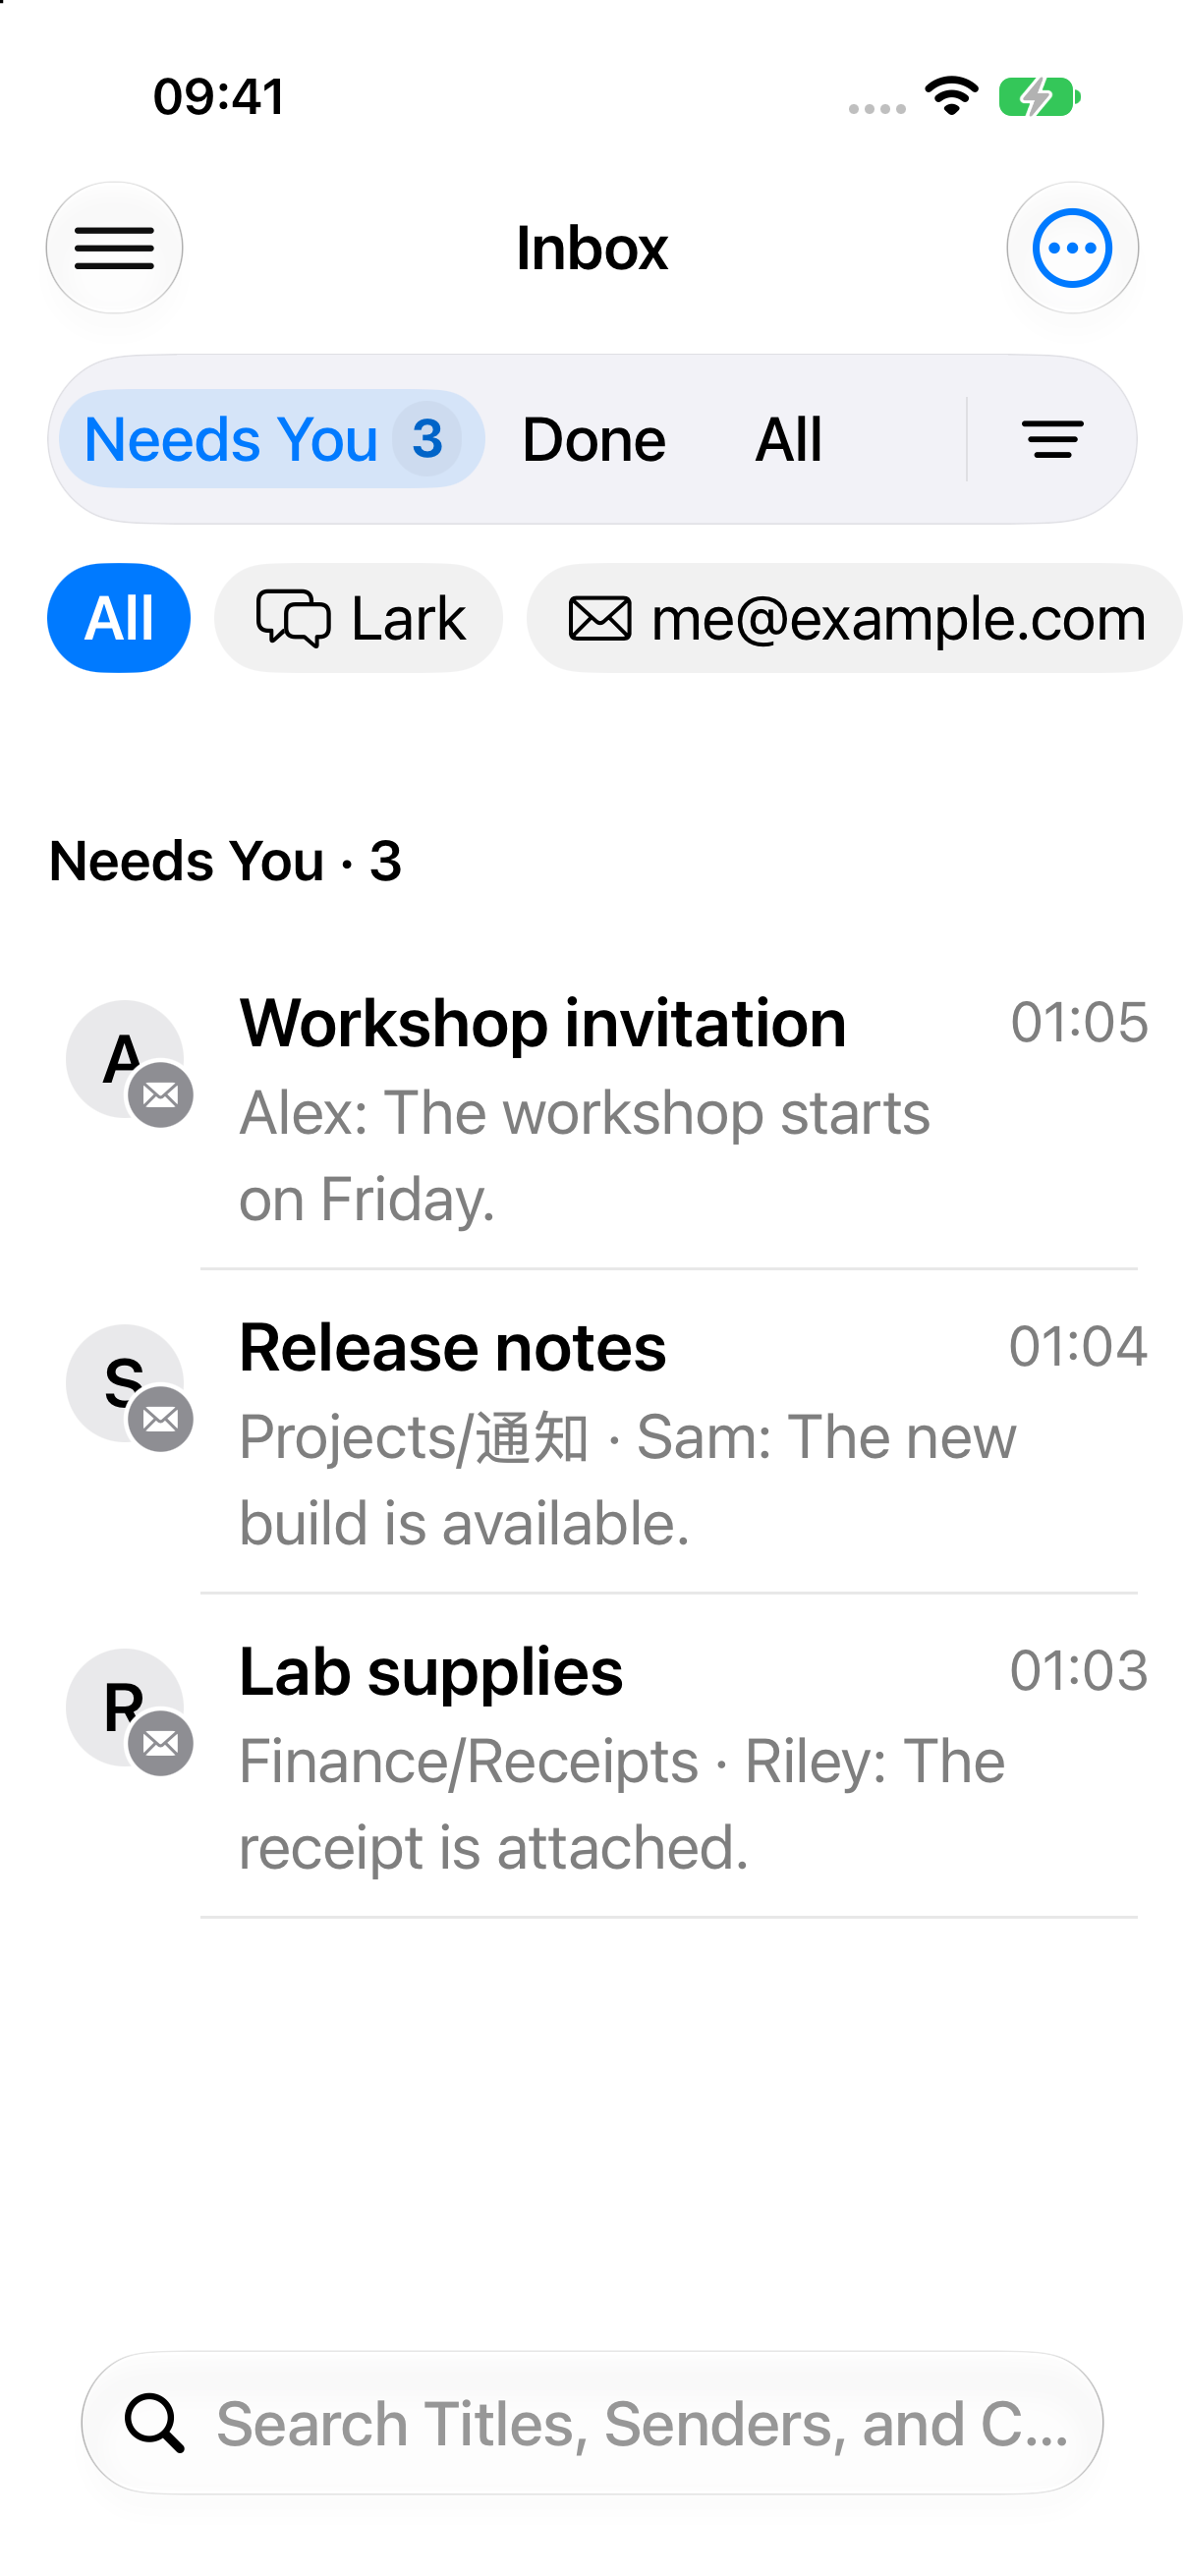 09:41
Inbox
Needs You 3 Done All
All Lark me@example.com
Needs You · 3
A
Workshop invitation 01:05
Alex: The workshop starts
on Friday.
S
Release notes 01:04
Projects/通知 · Sam: The new
build is available.
R
Lab supplies 01:03
Finance/Receipts · Riley: The
receipt is attached.
Search Titles, Senders, and C...